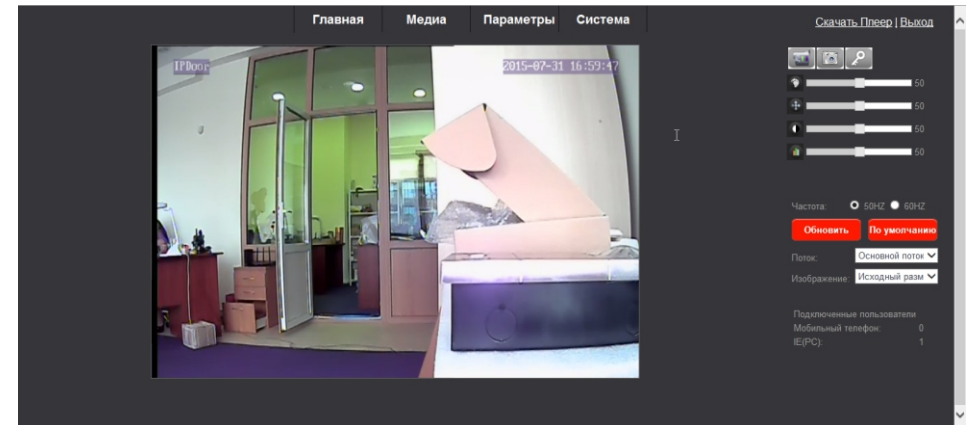 Главная Медиа Параметры Система
Скачать Плеер | Выход
IPDoor
2015-07-31 16:59:47
50
50
50
50
Частота: 50HZ 60HZ
Обновить По умолчанию
Поток: Основной поток
Изображение: Исходный разм
Подключенные пользователи
Мобильный телефон: 0
IE(PC): 1